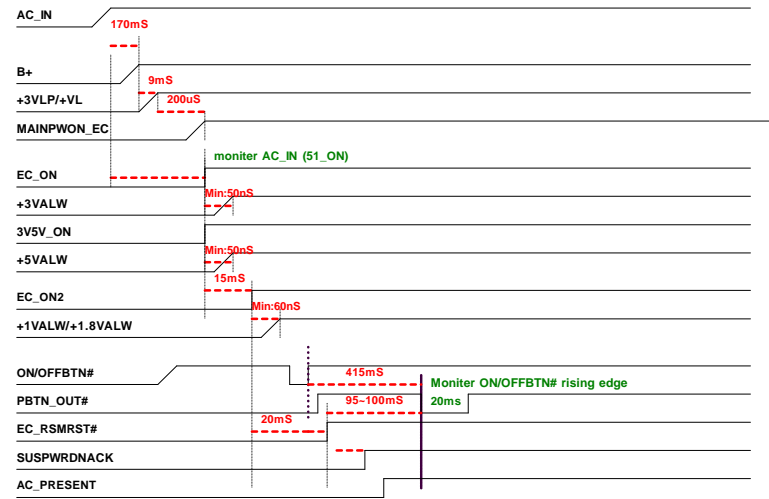 AC_IN
170mS
B+
9mS
+3VLP/+VL
200uS
MAINPWON_EC
moniter AC_IN (51_ON)
EC_ON
Min:50nS
+3VALW
3V5V_ON
Min:50nS
+5VALW
15mS
EC_ON2
Min:60nS
+1VALW/+1.8VALW
ON/OFFBTN#
415mS
Moniter ON/OFFBTN# rising edge
PBTN_OUT#
95~100mS
20ms
20mS
EC_RSMRST#
SUSPWRDNACK
AC_PRESENT